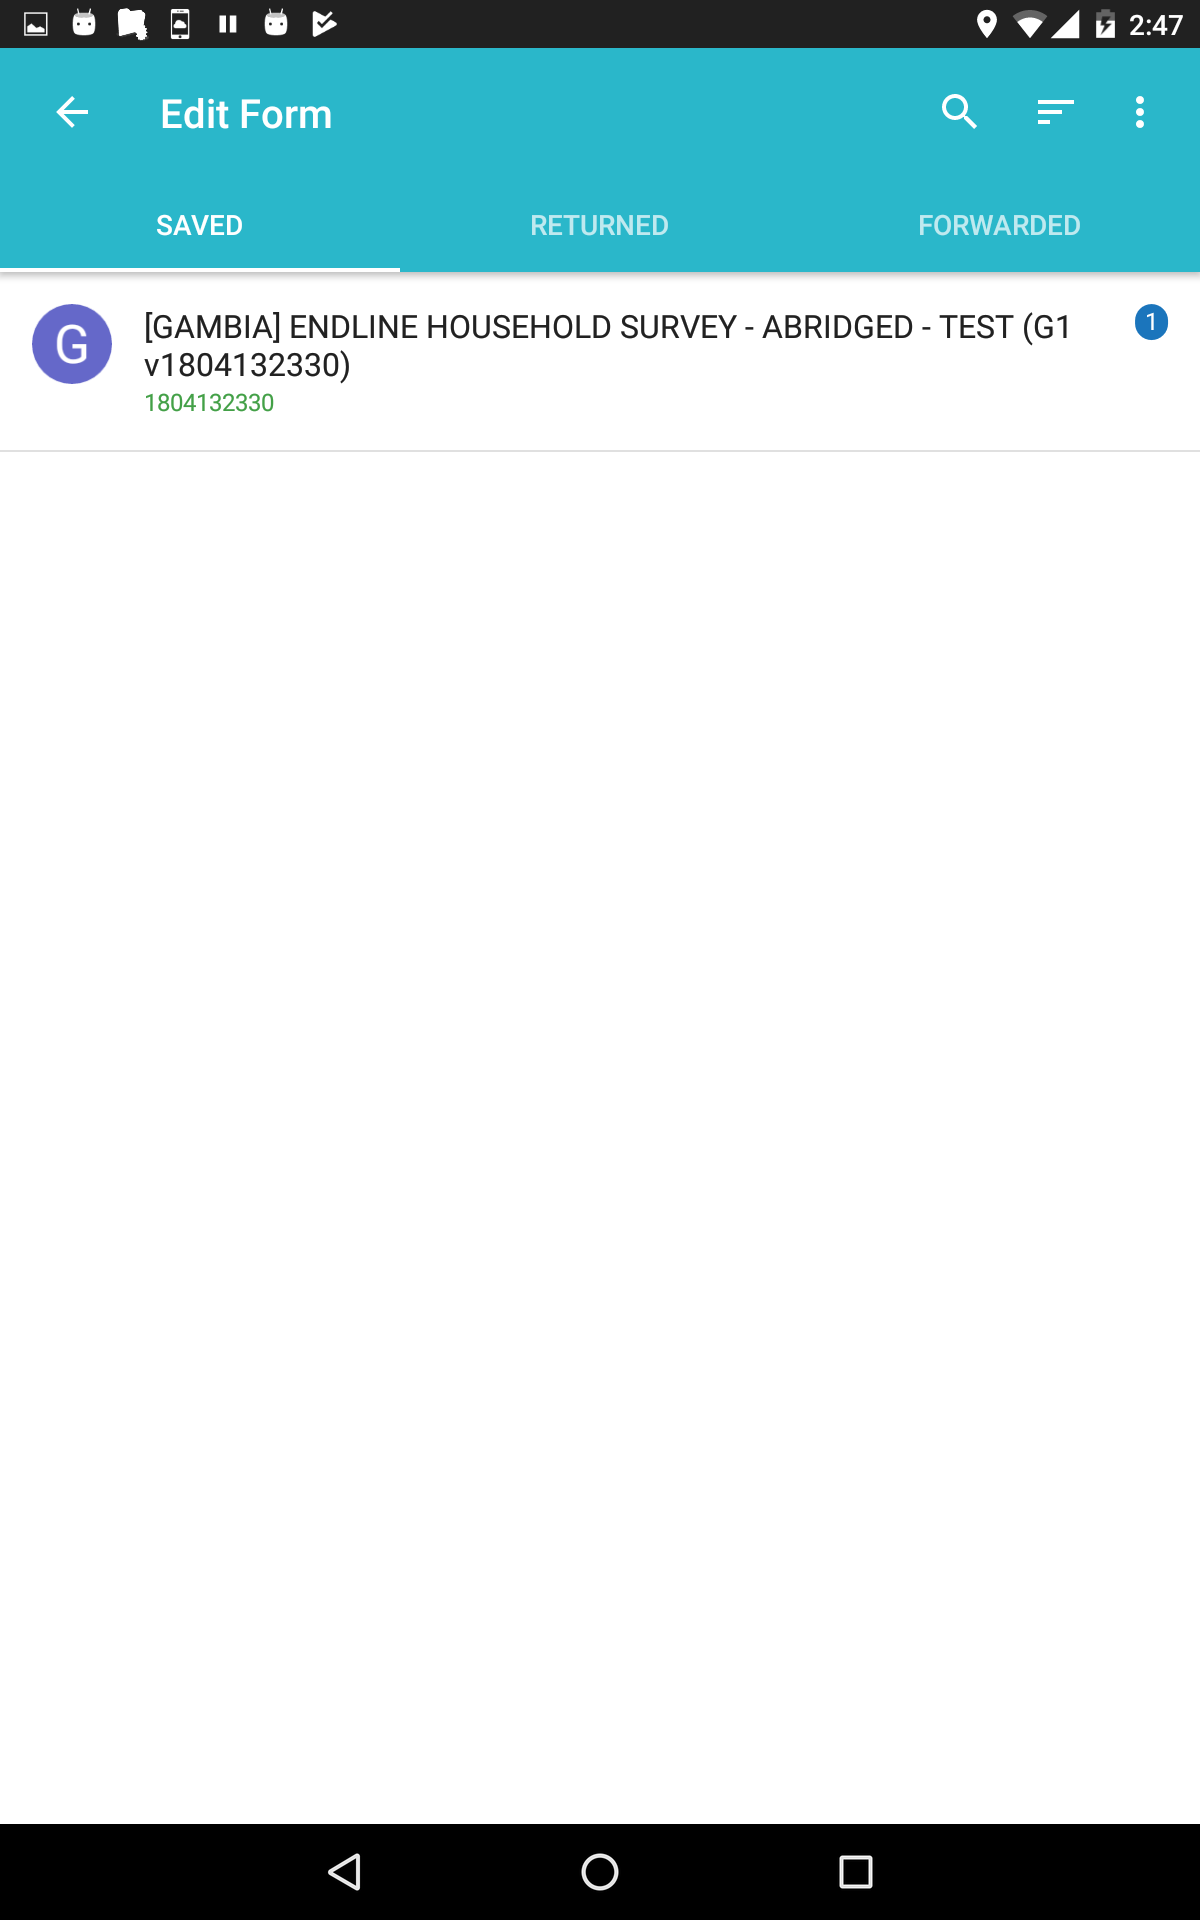 2:47
Edit Form
SAVED RETURNED FORWARDED
G
[GAMBIA] ENDLINE HOUSEHOLD SURVEY - ABRIDGED - TEST (G1
v1804132330)
1804132330
1